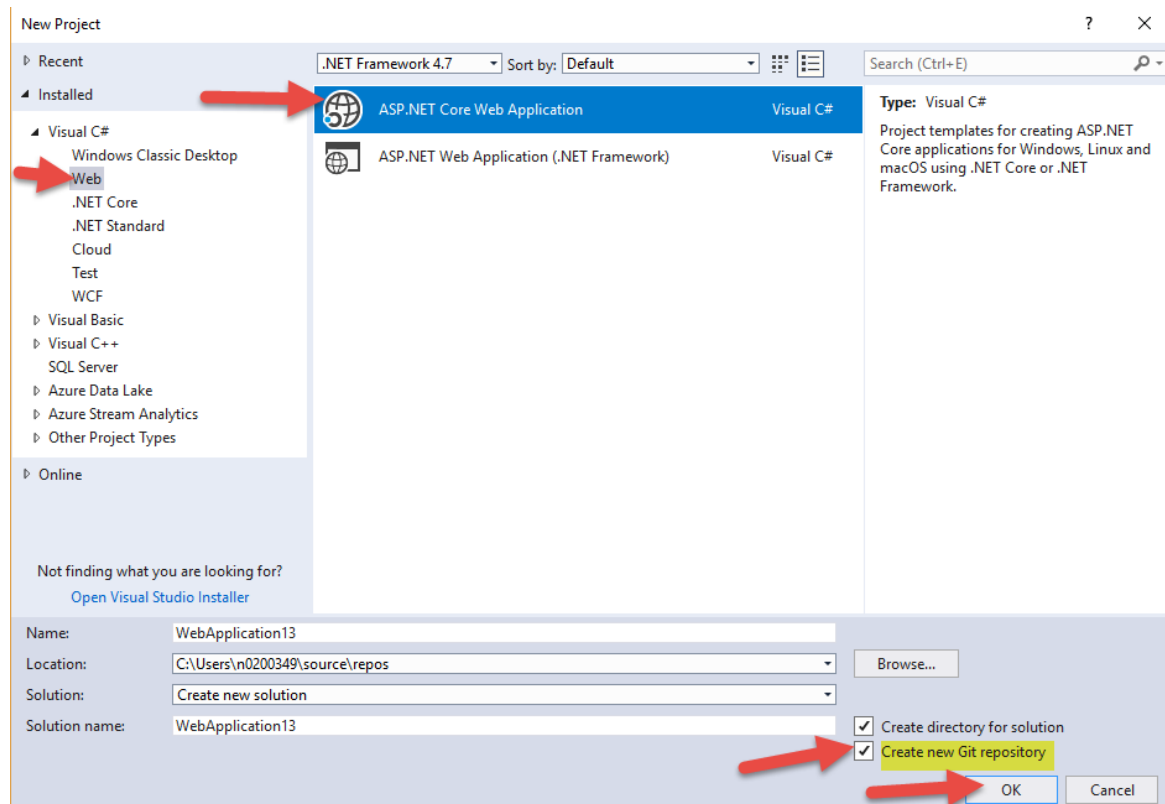 New Project
?
Recent
Installed
Visual C#
Windows Classic Desktop
Web
.NET Core
.NET Standard
Cloud
Test
WCF
Visual Basic
Visual C++
SQL Server
Azure Data Lake
Azure Stream Analytics
Other Project Types
Online
Not finding what you are looking for?
Open Visual Studio Installer
.NET Framework 4.7
Sort by: Default
ASP.NET Core Web Application Visual C#
ASP.NET Web Application (.NET Framework) Visual C#
Search (Ctrl+E)
Type: Visual C#
Project templates for creating ASP.NET
Core applications for Windows, Linux and
macOS using .NET Core or .NET
Framework.
Name: WebApplication13
Location: C:\Users\n0200349\source\repos
Browse...
Solution: Create new solution
Solution name: WebApplication13
Create directory for solution
Create new Git repository
OK
Cancel